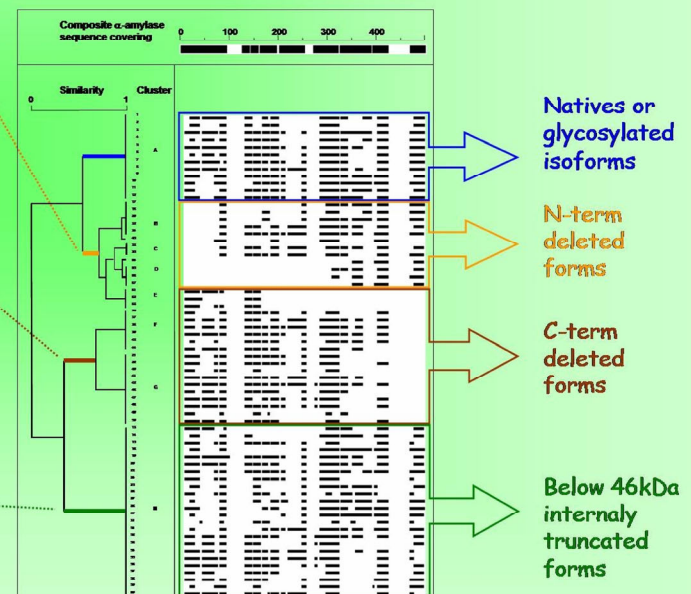 Composite α-amylase
sequence covering
0 100 200 300 400
Similarity Cluster
0 1
A
B
C
D
E
F
G
Natives or
glycosylated
isoforms
N-term
deleted
forms
C-term
deleted
forms
Below 46kDa
internaly
truncated
forms